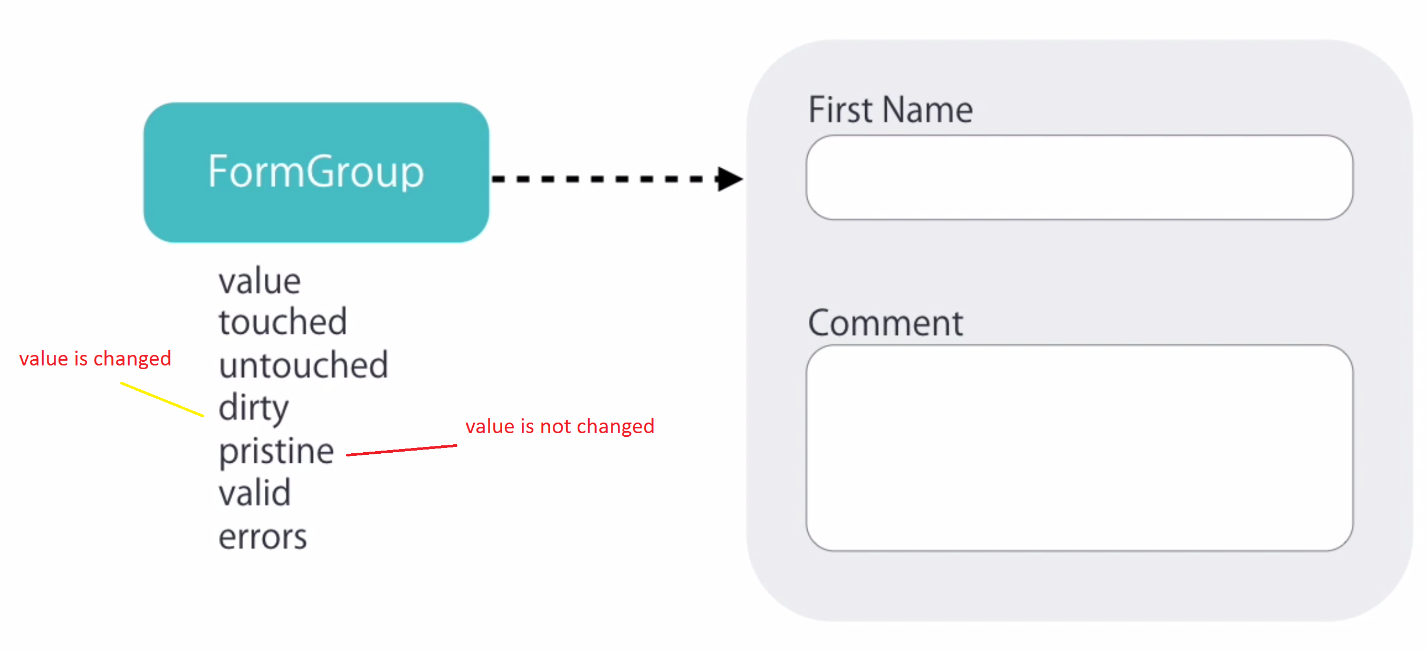 FormGroup
value
touched
untouched
value is changed
dirty
pristine
value is not changed
valid
errors
First Name
Comment